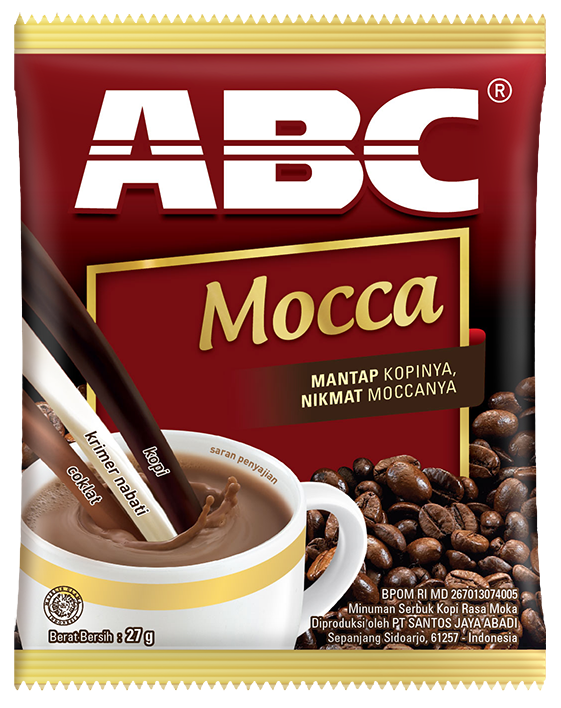 ABC®
Mocca
MANTAP KOPINYA,
NIKMAT MOCCANYA
saran penyajian
kopi
krimer nabati
coklat
BPOM RI MD 267013074005
Minuman Serbuk Kopi Rasa Moka
Diproduksi oleh PT SANTOS JAYA ABADI
Sepanjang Sidoarjo, 61257 - Indonesia
Berat Bersih : 27 g